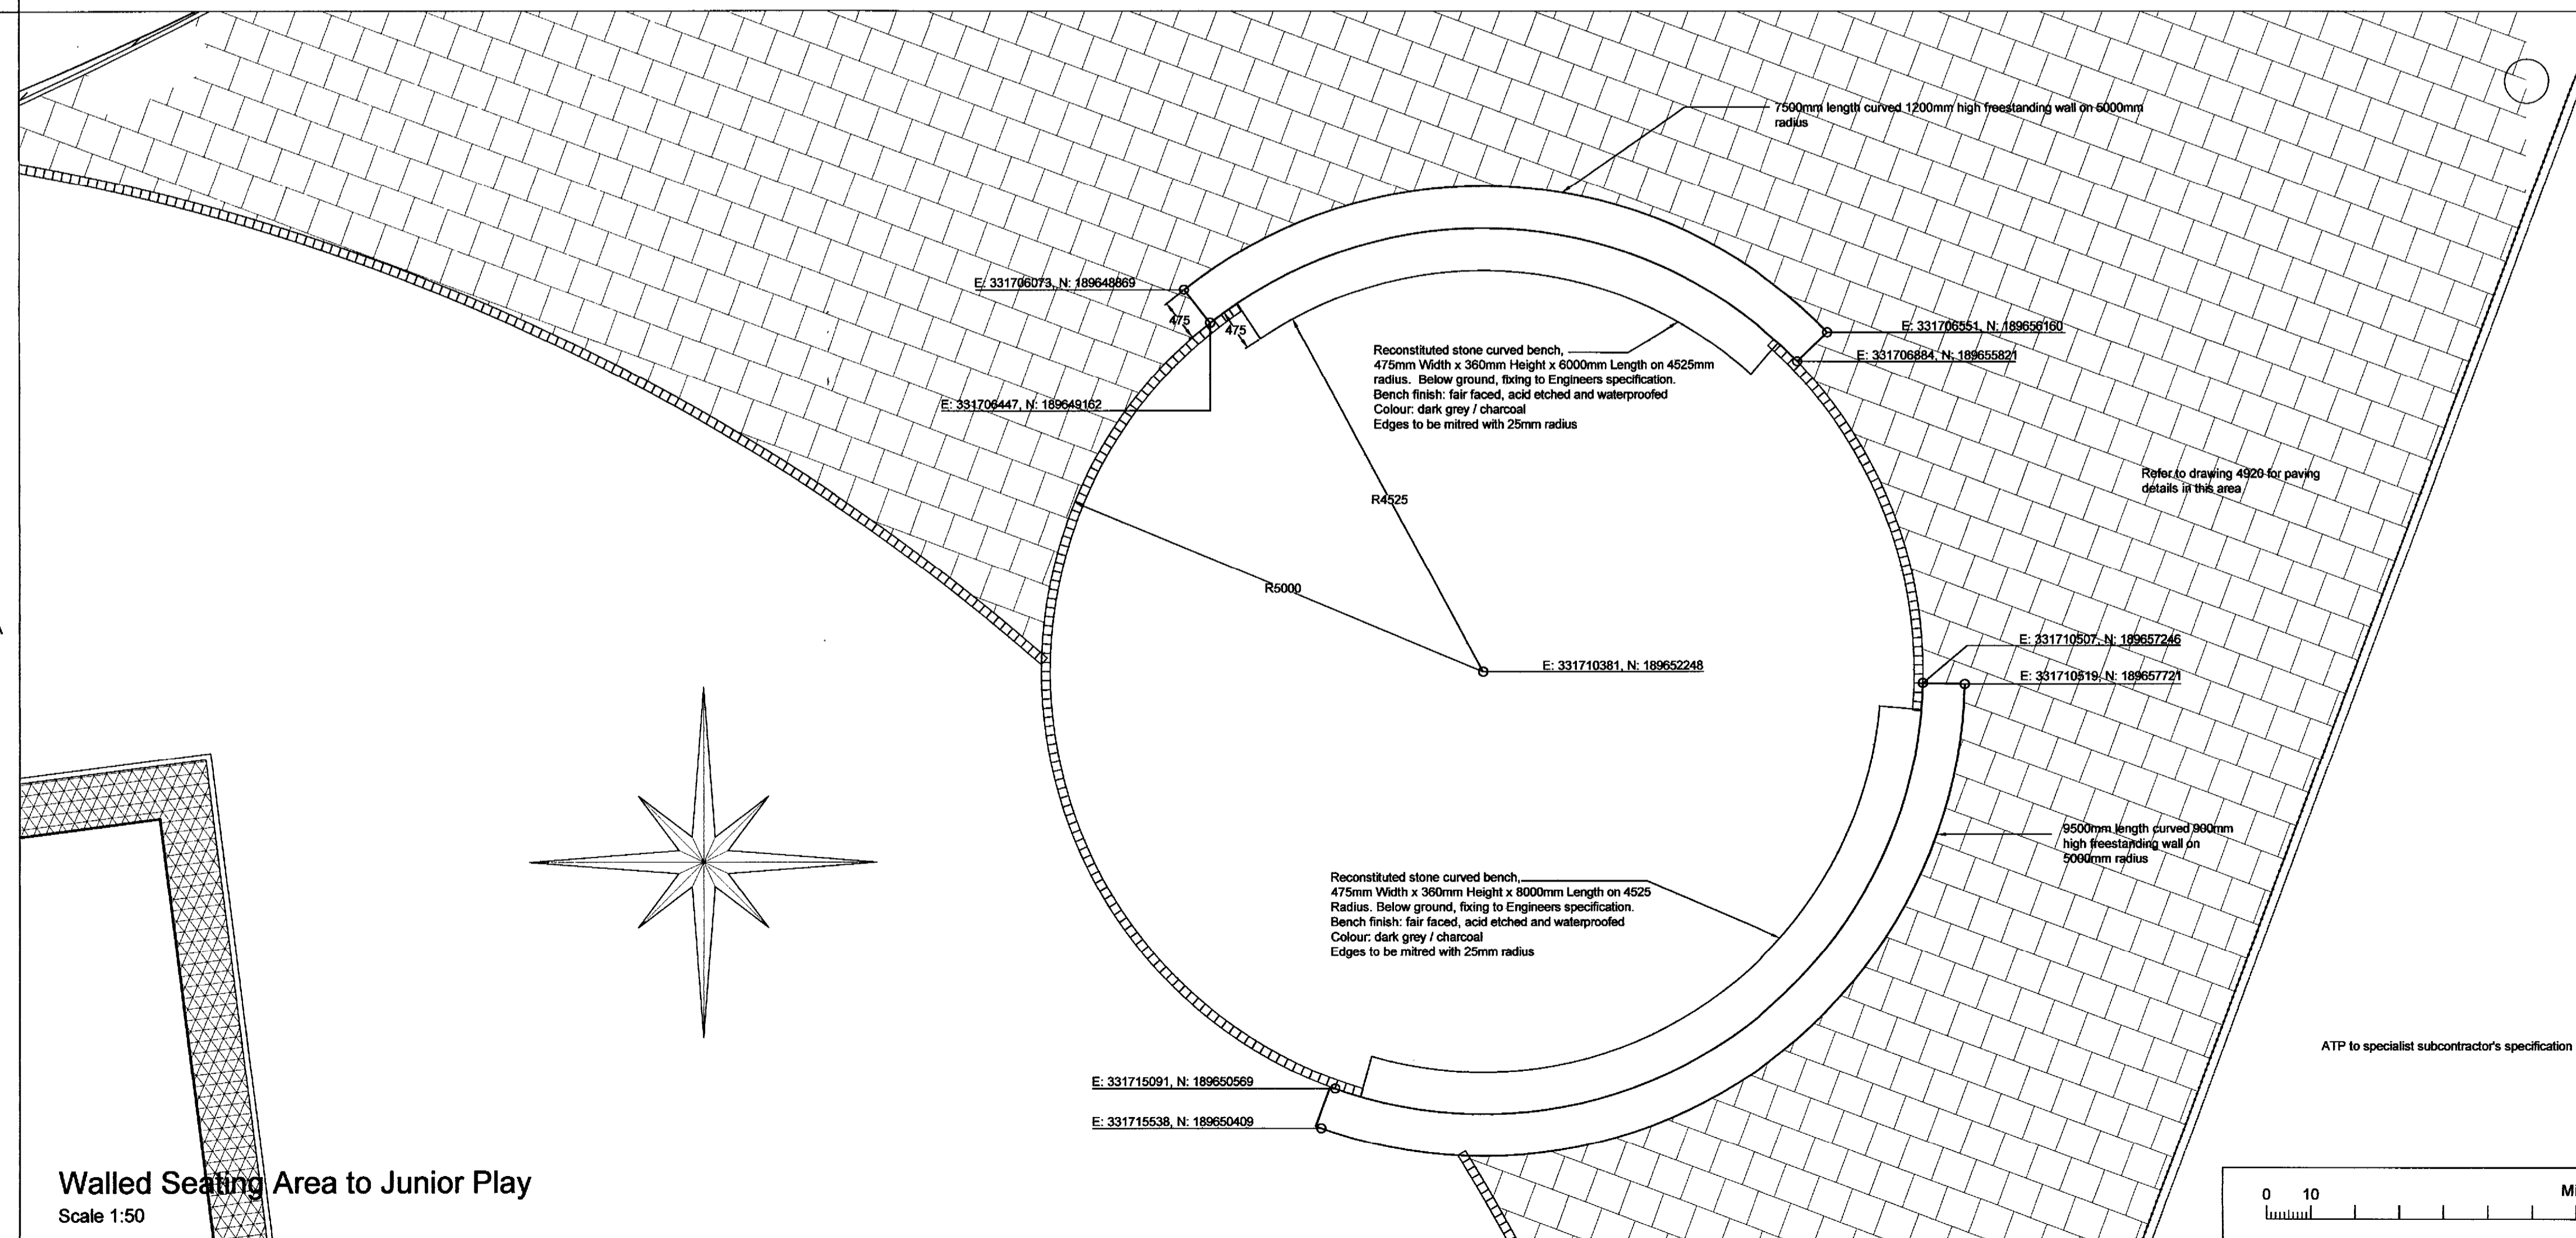 7500mm length curved 1200mm high freestanding wall on 5000mm
radius
E: 331706073, N: 189648869
475
475
E: 331706551, N: 189656160
E: 331706884, N: 189655821
Reconstituted stone curved bench,
475mm Width x 360mm Height x 6000mm Length on 4525mm
radius. Below ground, fixing to Engineers specification.
Bench finish: fair faced, acid etched and waterproofed
Colour: dark grey / charcoal
Edges to be mitred with 25mm radius
E: 331706447, N: 189649162
Refer to drawing 4920 for paving
details in this area
R4525
R5000
E: 331710507, N: 189657246
E: 331710381, N: 189652248
E: 331710519, N: 189657721
9500mm length curved 900mm
high freestanding wall on
5000mm radius
Reconstituted stone curved bench,
475mm Width x 360mm Height x 8000mm Length on 4525
Radius. Below ground, fixing to Engineers specification.
Bench finish: fair faced, acid etched and waterproofed
Colour: dark grey / charcoal
Edges to be mitred with 25mm radius
ATP to specialist subcontractor's specification
E: 331715091, N: 189650569
E: 331715538, N: 189650409
Walled Seating Area to Junior Play
Scale 1:50
0 10